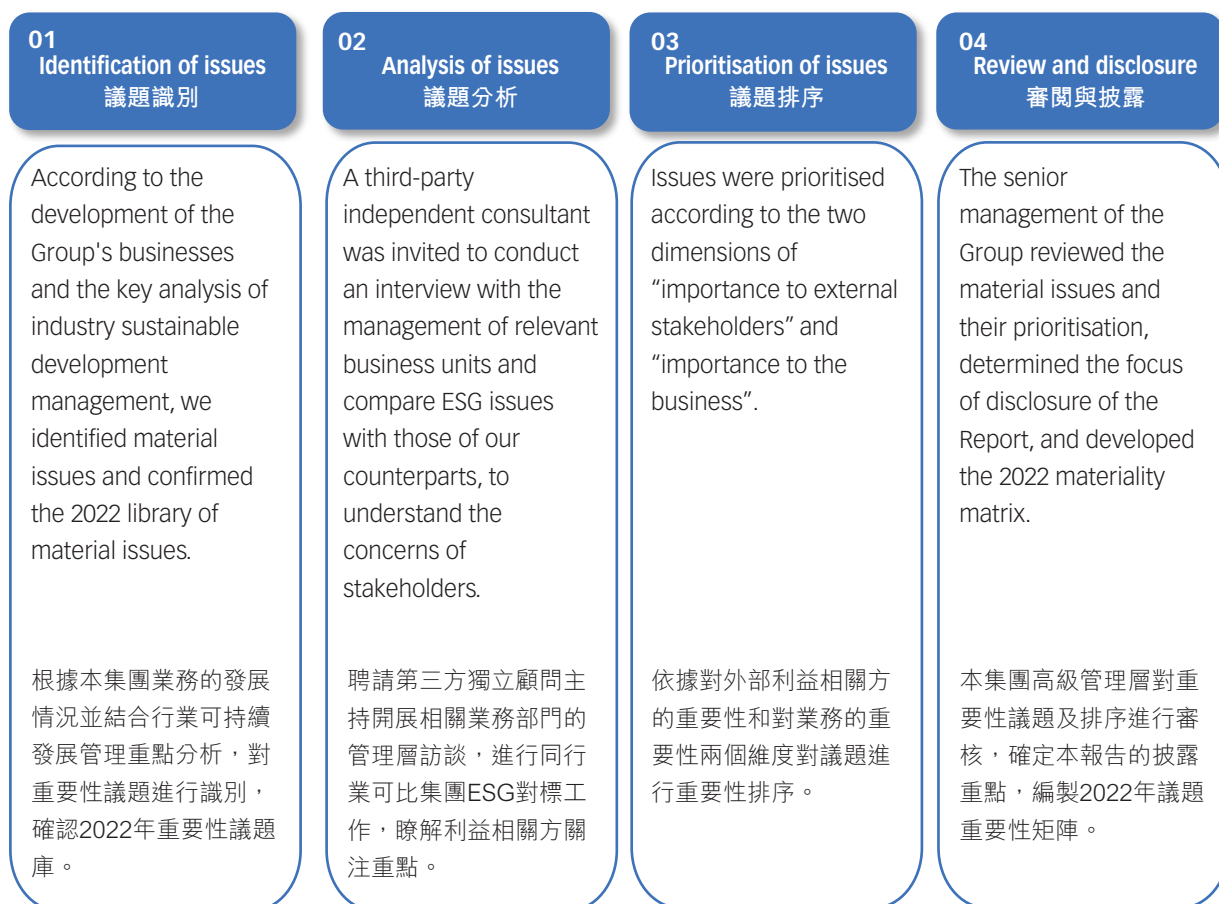 01
Identification of issues
議題識別
According to the
development of the
Group's businesses
and the key analysis of
industry sustainable
development
management, we
identified material
issues and confirmed
the 2022 library of
material issues.
根據本集團業務的發展
情況並結合行業可持續
發展管理重點分析，對
重要性議題進行識別，
確認2022年重要性議題
庫。
02
Analysis of issues
議題分析
A third-party
independent consultant
was invited to conduct
an interview with the
management of relevant
business units and
compare ESG issues
with those of our
counterparts, to
understand the
concerns of
stakeholders.
聘請第三方獨立顧問主
持開展相關業務部門的
管理層訪談，進行同行
業可比集團ESG對標工
作，瞭解利益相關方關
注重點。
03
Prioritisation of issues
議題排序
Issues were prioritised
according to the two
dimensions of
“importance to external
stakeholders” and
“importance to the
business”.
依據對外部利益相關方
的重要性和對業務的重
要性兩個維度對議題進
行重要性排序。
04
Review and disclosure
審閱與披露
The senior
management of the
Group reviewed the
material issues and
their prioritisation,
determined the focus
of disclosure of the
Report, and developed
the 2022 materiality
matrix.
本集團高級管理層對重
要性議題及排序進行審
核，確定本報告的披露
重點，編製2022年議題
重要性矩陣。